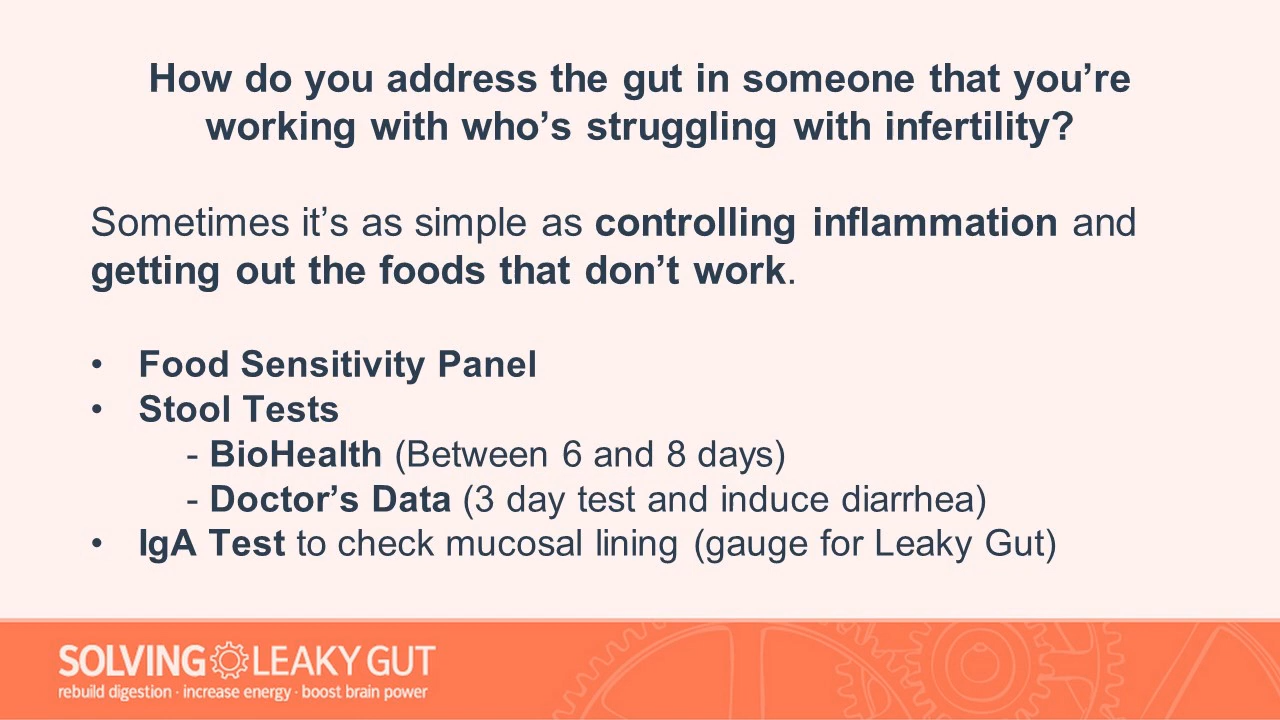 How do you address the gut in someone that you’re
working with who’s struggling with infertility?
Sometimes it’s as simple as controlling inflammation and
getting out the foods that don’t work.
• Food Sensitivity Panel
• Stool Tests
- BioHealth (Between 6 and 8 days)
- Doctor’s Data (3 day test and induce diarrhea)
• IgA Test to check mucosal lining (gauge for Leaky Gut)
SOLVING LEAKY GUT
rebuild digestion · increase energy · boost brain power